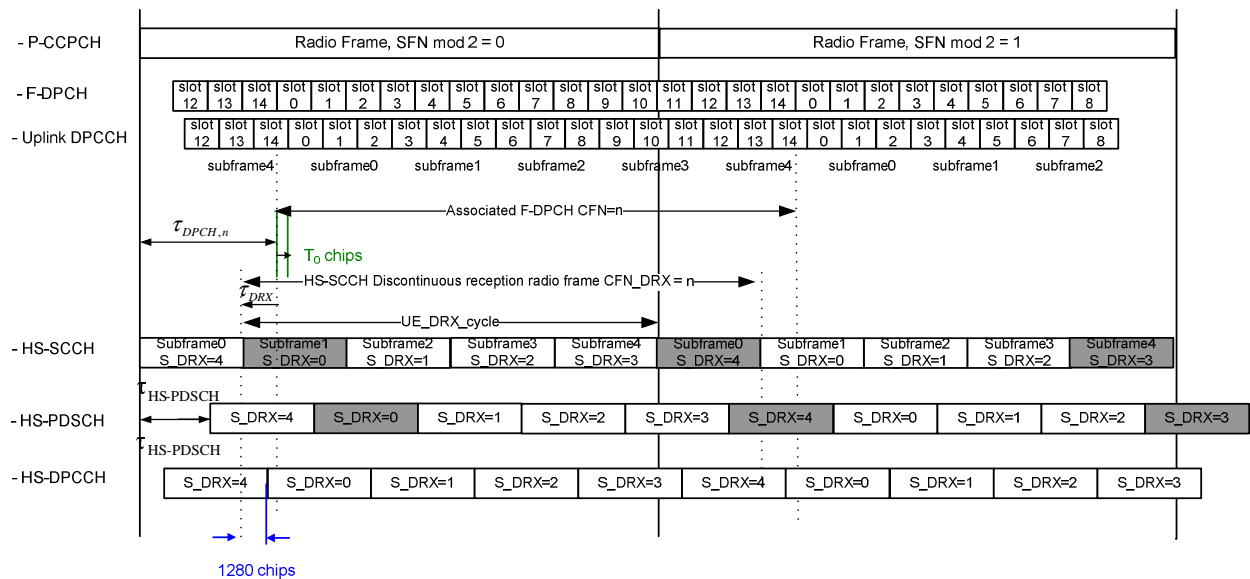 - P-CCPCH
Radio Frame, SFN mod 2 = 0
Radio Frame, SFN mod 2 = 1
- F-DPCH
slot 12 slot 13 slot 14 slot 0 slot 1 slot 2 slot 3 slot 4 slot 5 slot 6 slot 7 slot 8 slot 9 slot 10 slot 11 slot 12 slot 13 slot 14 slot 0 slot 1 slot 2 slot 3 slot 4 slot 5 slot 6 slot 7 slot 8
- Uplink DPCCH
slot 12 slot 13 slot 14 slot 0 slot 1 slot 2 slot 3 slot 4 slot 5 slot 6 slot 7 slot 8 slot 9 slot 10 slot 11 slot 12 slot 13 slot 14 slot 0 slot 1 slot 2 slot 3 slot 4 slot 5 slot 6 slot 7 slot 8
subframe4 subframe0 subframe1 subframe2 subframe3 subframe4 subframe0 subframe1 subframe2
Associated F-DPCH CFN=n
τDPCH,n
T0 chips
HS-SCCH Discontinuous reception radio frame CFN_DRX = n
τDRX
UE_DRX_cycle
- HS-SCCH
Subframe0 Subframe1 Subframe2 Subframe3 Subframe4 Subframe0 Subframe1 Subframe2 Subframe3 Subframe4
S_DRX=4 S_DRX=0 S_DRX=1 S_DRX=2 S_DRX=3 S_DRX=4 S_DRX=0 S_DRX=1 S_DRX=2 S_DRX=3
τHS-PDSCH
- HS-PDSCH
S_DRX=4 S_DRX=0 S_DRX=1 S_DRX=2 S_DRX=3 S_DRX=4 S_DRX=0 S_DRX=1 S_DRX=2 S_DRX=3
τHS-PDSCH
- HS-DPCCH
S_DRX=4 S_DRX=0 S_DRX=1 S_DRX=2 S_DRX=3 S_DRX=4 S_DRX=0 S_DRX=1 S_DRX=2 S_DRX=3
1280 chips